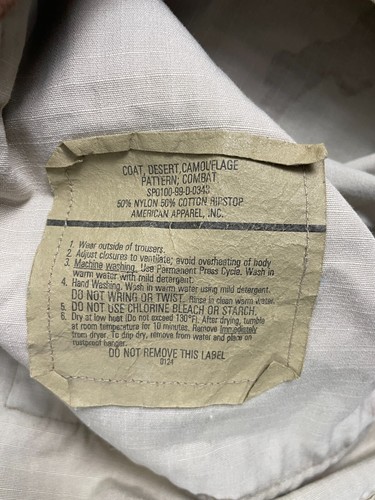 COAT, DESERT CAMOUFLAGE
PATTERN; COMBAT
SPO100-99-D-0343
50% NYLON 50% COTTON RIPSTOP
AMERICAN APPAREL, INC.
1. Wear outside of trousers.
2. Adjust closures to ventilate; avoid overheating of body
3. Machine washing. Use Permanent Press Cycle. Wash in
warm water with mild detergent.
4. Hand Washing. Wash in warm water using mild detergent.
DO NOT WRING OR TWIST. Rinse in clean warm water.
5. DO NOT USE CHLORINE BLEACH OR STARCH.
6. Dry at low heat (Do not exceed 130°F). After drying, tumble
at room temperature for 10 minutes. Remove immediately
from dryer. To drip dry, remove from water and place on
rustproof hanger.
DO NOT REMOVE THIS LABEL
0124